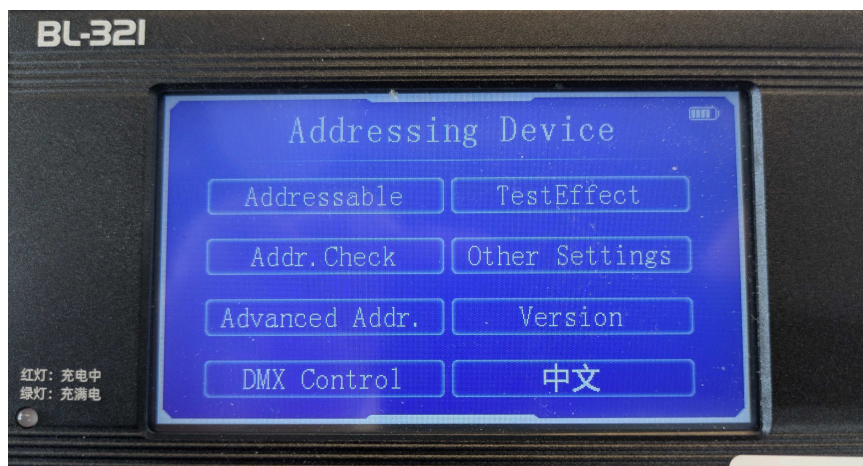 BL-321
Addressing Device
Addressable
TestEffect
Addr.Check
Other Settings
Advanced Addr.
Version
DMX Control
中文
红灯：充电中
绿灯：充满电